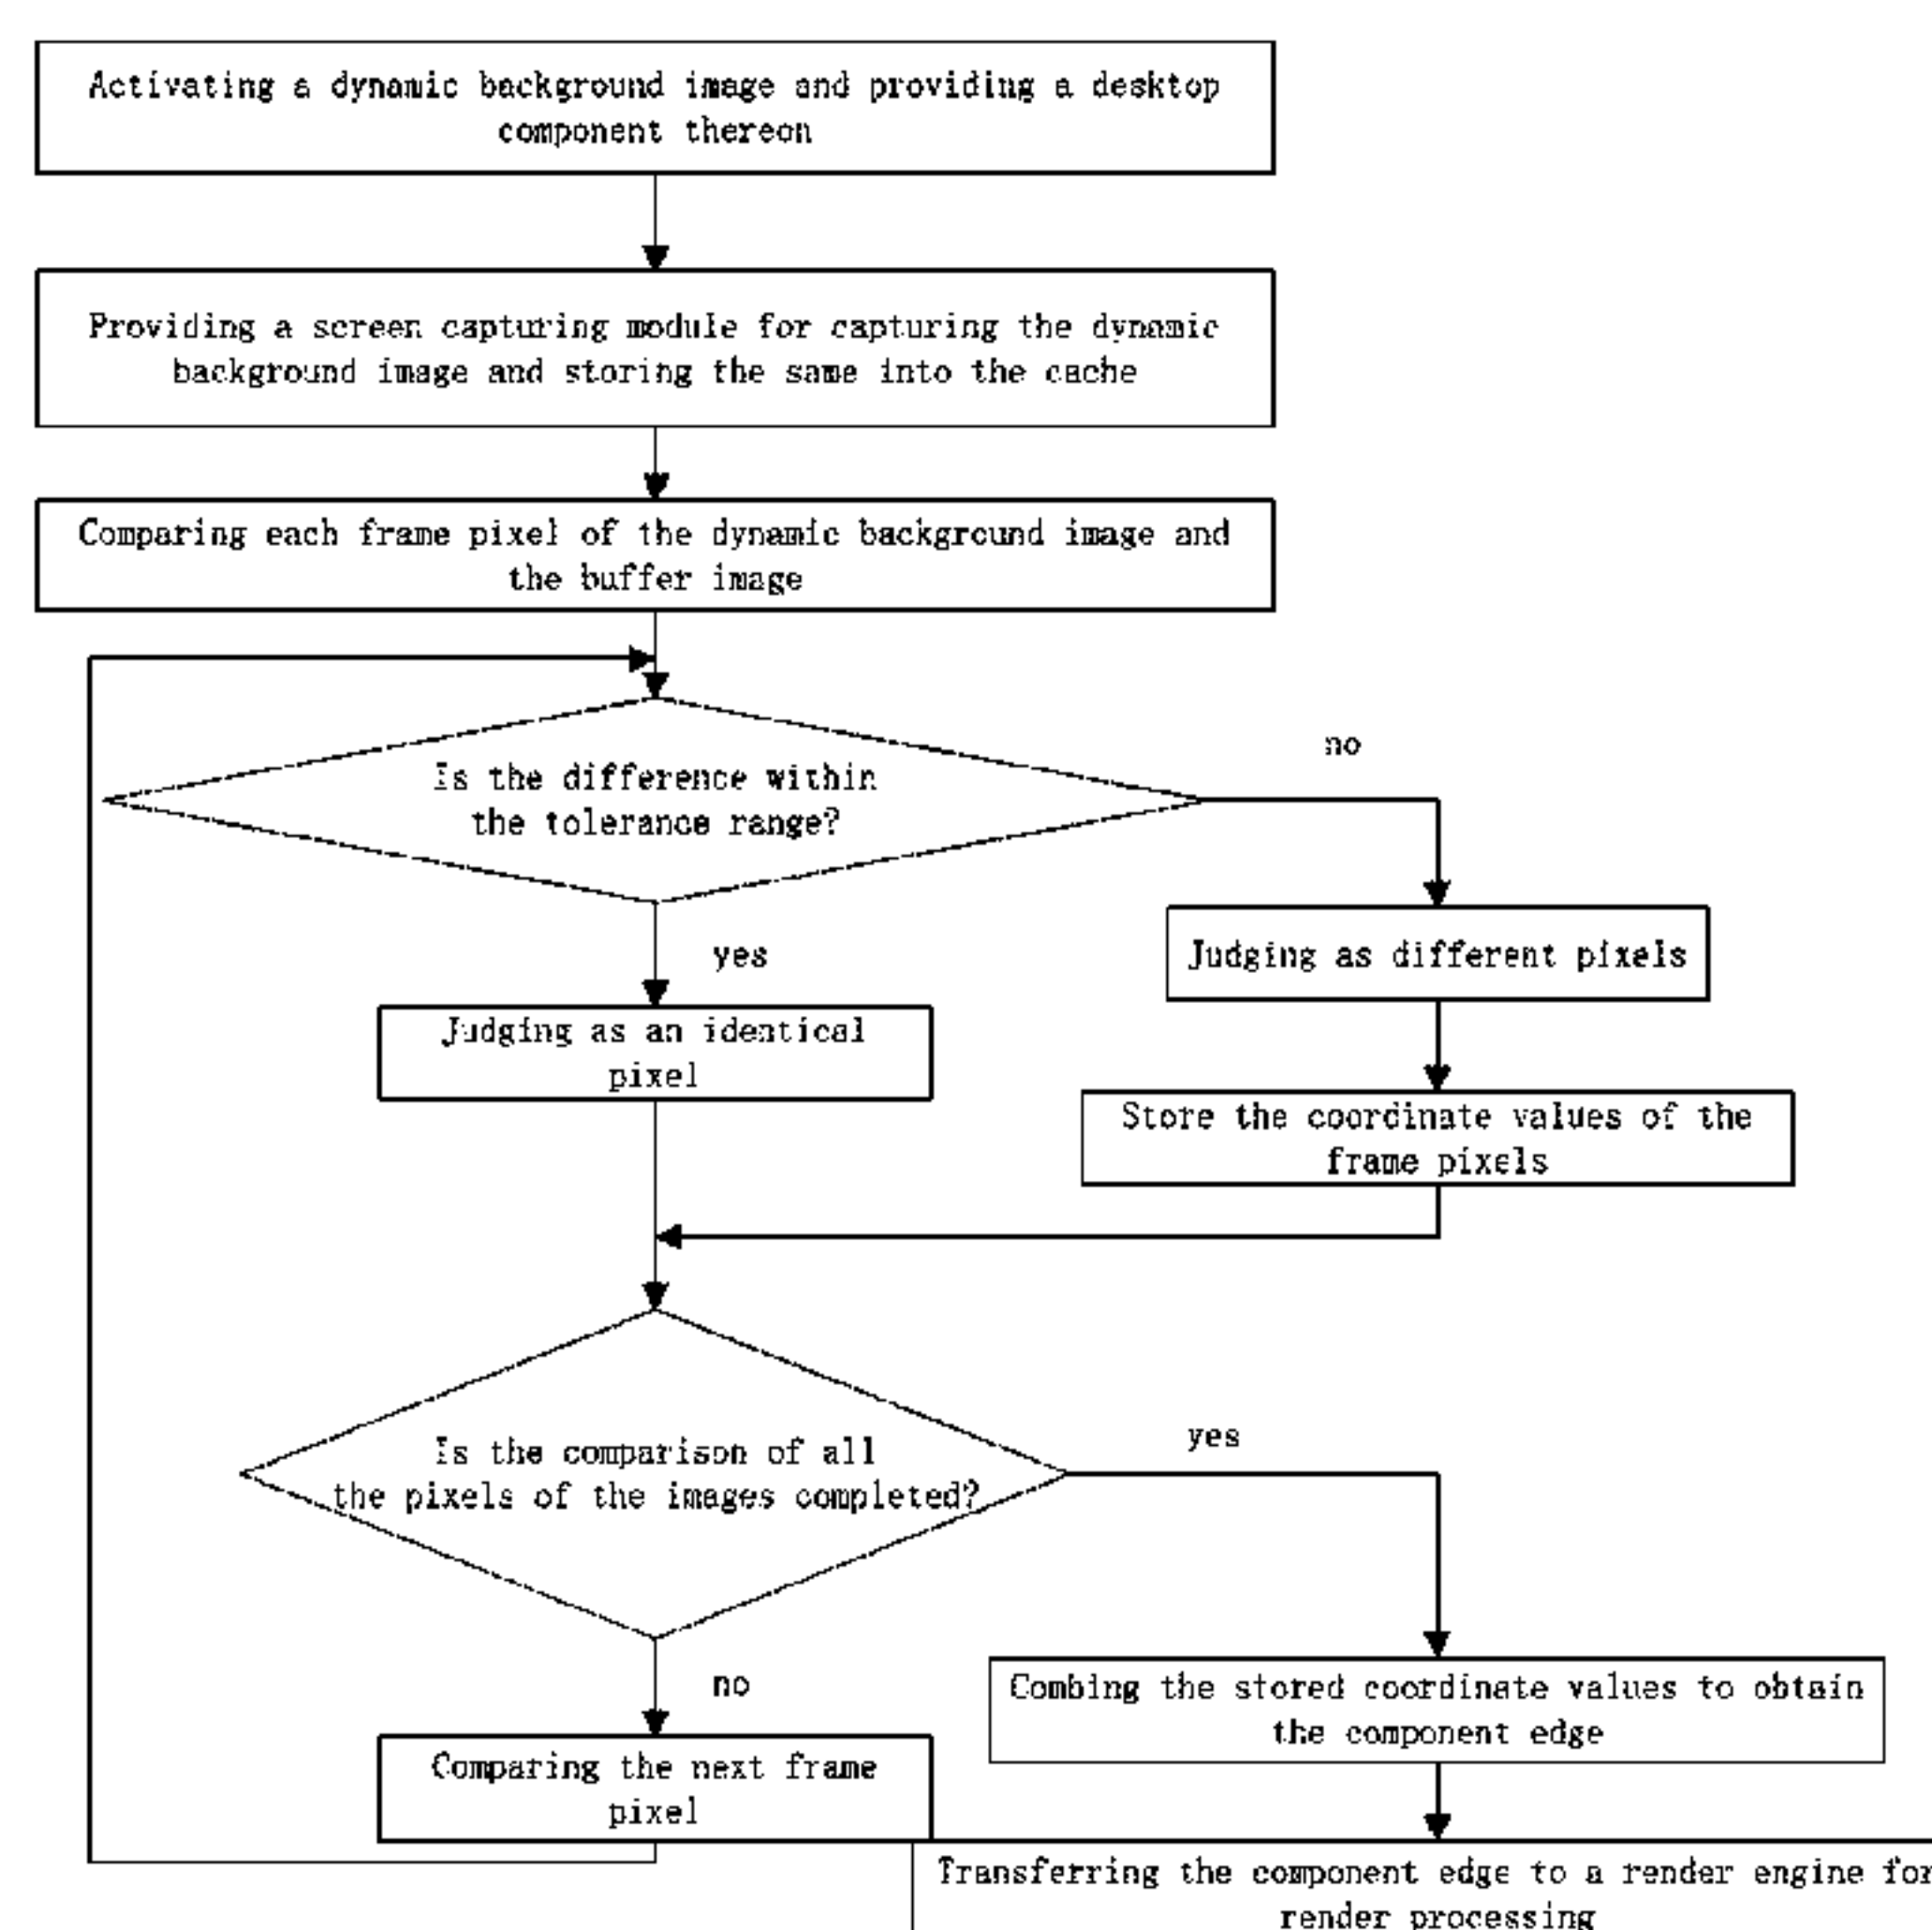 Activating a dynamic background image and providing a desktop
component thereon
Providing a screen capturing module for capturing the dynamic
background image and storing the same into the cache
Comparing each frame pixel of the dynamic background image and
the buffer image
Is the difference within
the tolerance range?
no
yes
Judging as different pixels
Judging as an identical
pixel
Store the coordinate values of the
frame pixels
Is the comparison of all
the pixels of the images completed?
yes
no
Combing the stored coordinate values to obtain
the component edge
Comparing the next frame
pixel
Transferring the component edge to a render engine for
render processing